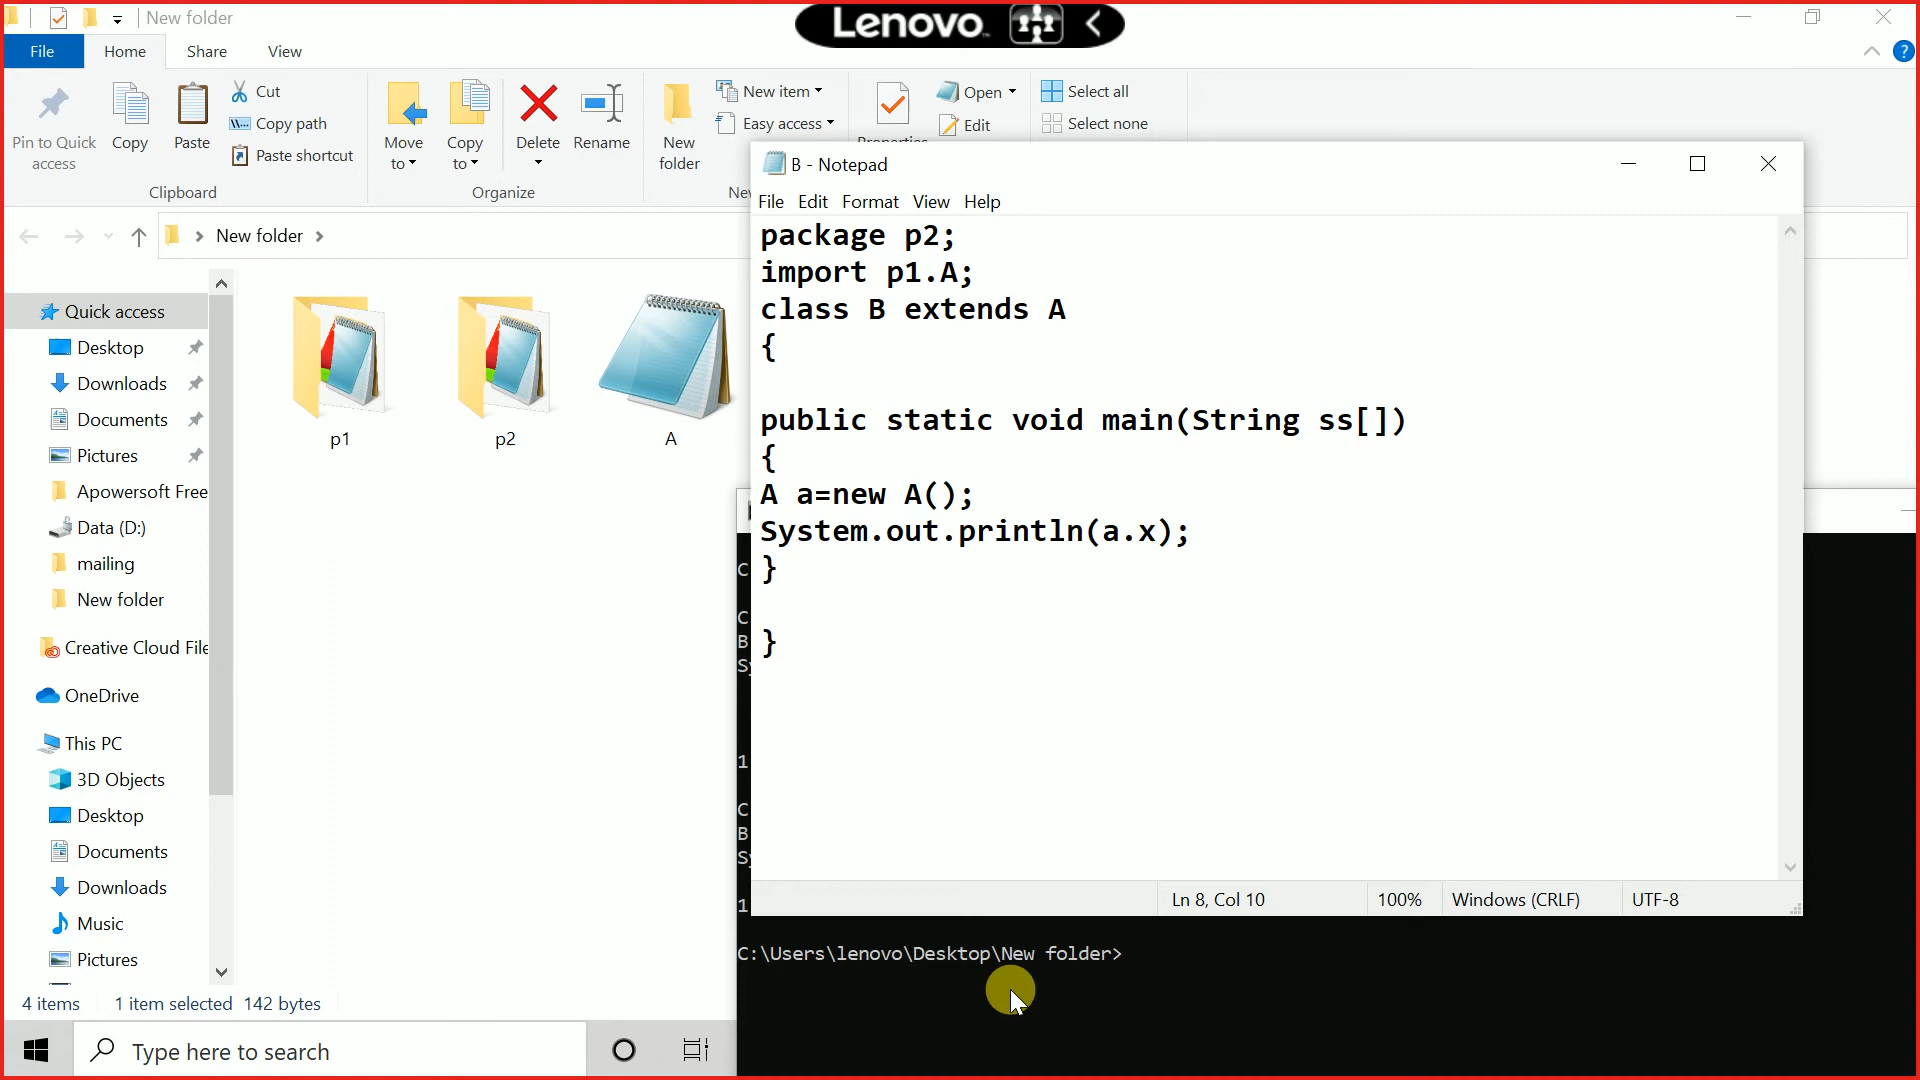 New folder
Lenovo
File Home Share View
Pin to Quick access
Copy
Paste
Cut
Copy path
Paste shortcut
Clipboard
Move to
Copy to
Delete
Rename
Organize
New folder
New item
Easy access
Open
Edit
Select all
Select none
New folder
Quick access
Desktop
Downloads
Documents
Pictures
Apowersoft Free
Data (D:)
mailing
New folder
Creative Cloud File
OneDrive
This PC
3D Objects
Desktop
Documents
Downloads
Music
Pictures
p1
p2
A
4 items 1 item selected 142 bytes
Type here to search
B - Notepad
File Edit Format View Help
package p2;
import p1.A;
class B extends A
{
public static void main(String ss[])
{
A a=new A();
System.out.println(a.x);
}
}
Ln 8, Col 10 100% Windows (CRLF) UTF-8
C
C
B
Sy
1
C
B
Sy
1
C:\Users\lenovo\Desktop\New folder>